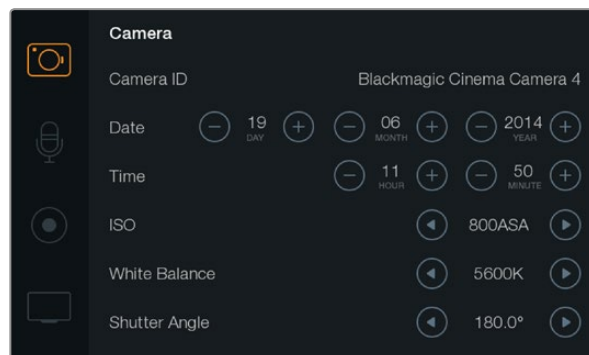 Camera
Camera ID Blackmagic Cinema Camera 4
Date 19 DAY 06 MONTH 2014 YEAR
Time 11 HOUR 50 MINUTE
ISO 800ASA
White Balance 5600K
Shutter Angle 180.0°